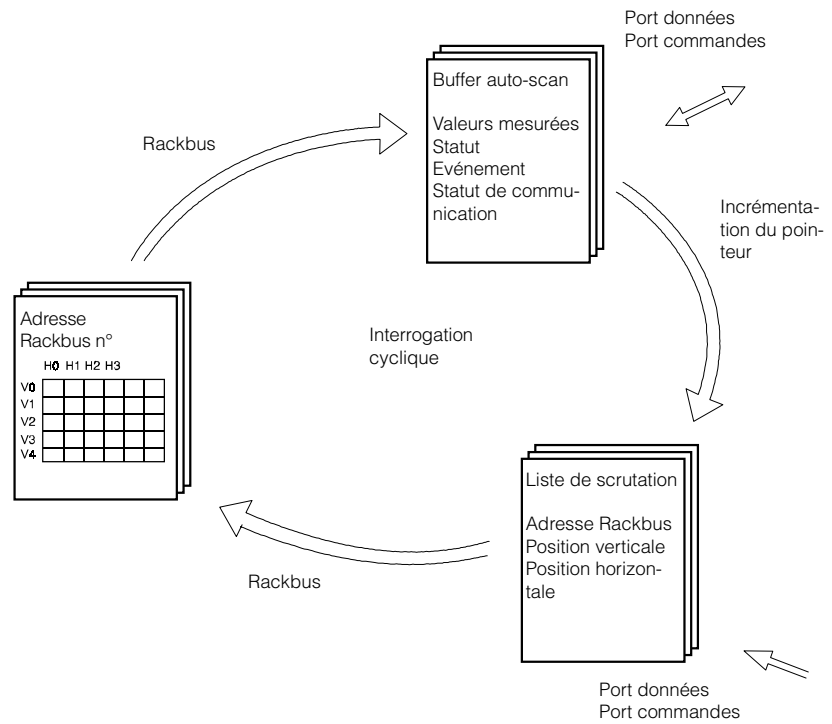 Port données
Port commandes
Buffer auto-scan
Valeurs mesurées
Statut
Evénement
Statut de commu-
nication
Rackbus
Incrémenta-
tion du poin-
teur
Adresse
Rackbus n°
H0 H1 H2 H3
V0
V1
V2
V3
V4
Interrogation
cyclique
Liste de scrutation
Adresse Rackbus
Position verticale
Position horizon-
tale
Rackbus
Port données
Port commandes